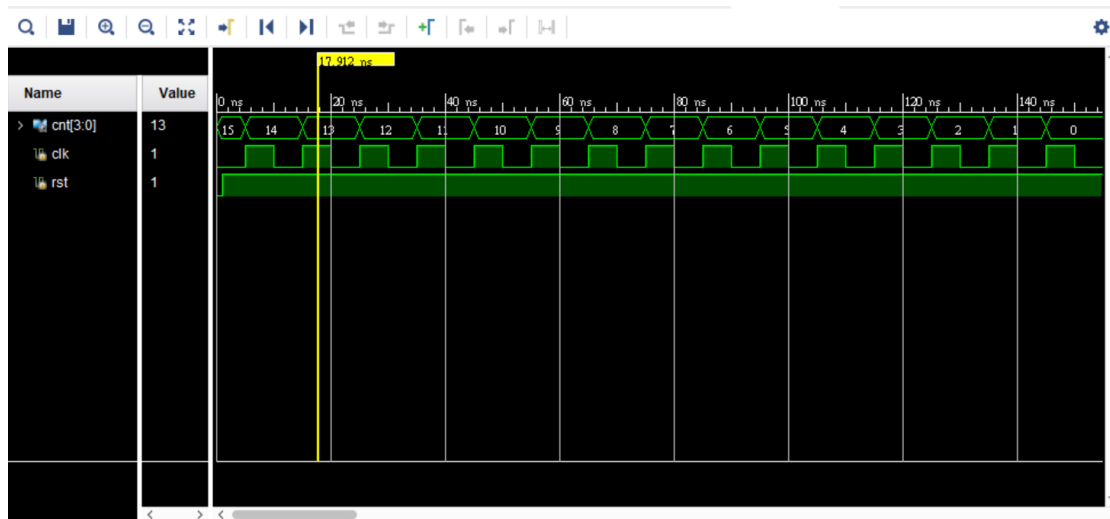 17.912 ns
Name Value
0 ns 20 ns 40 ns 60 ns 80 ns 100 ns 120 ns 140 ns
cnt[3:0] 13 15 14 13 12 11 10 9 8 7 6 5 4 3 2 1 0
clk 1
rst 1